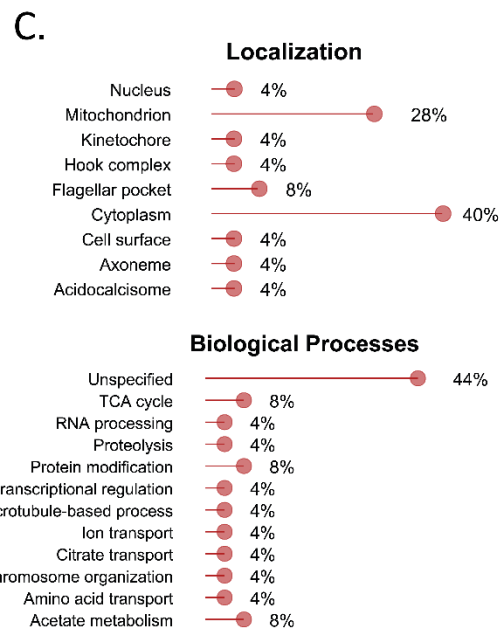 C.
Localization
Nucleus 4%
Mitochondrion 28%
Kinetochore 4%
Hook complex 4%
Flagellar pocket 8%
Cytoplasm 40%
Cell surface 4%
Axoneme 4%
Acidocalcisome 4%
Biological Processes
Unspecified 44%
TCA cycle 8%
RNA processing 4%
Proteolysis 4%
Protein modification 8%
ranscriptional regulation 4%
crotubule-based process 4%
Ion transport 4%
Citrate transport 4%
hromosome organization 4%
Amino acid transport 4%
Acetate metabolism 8%